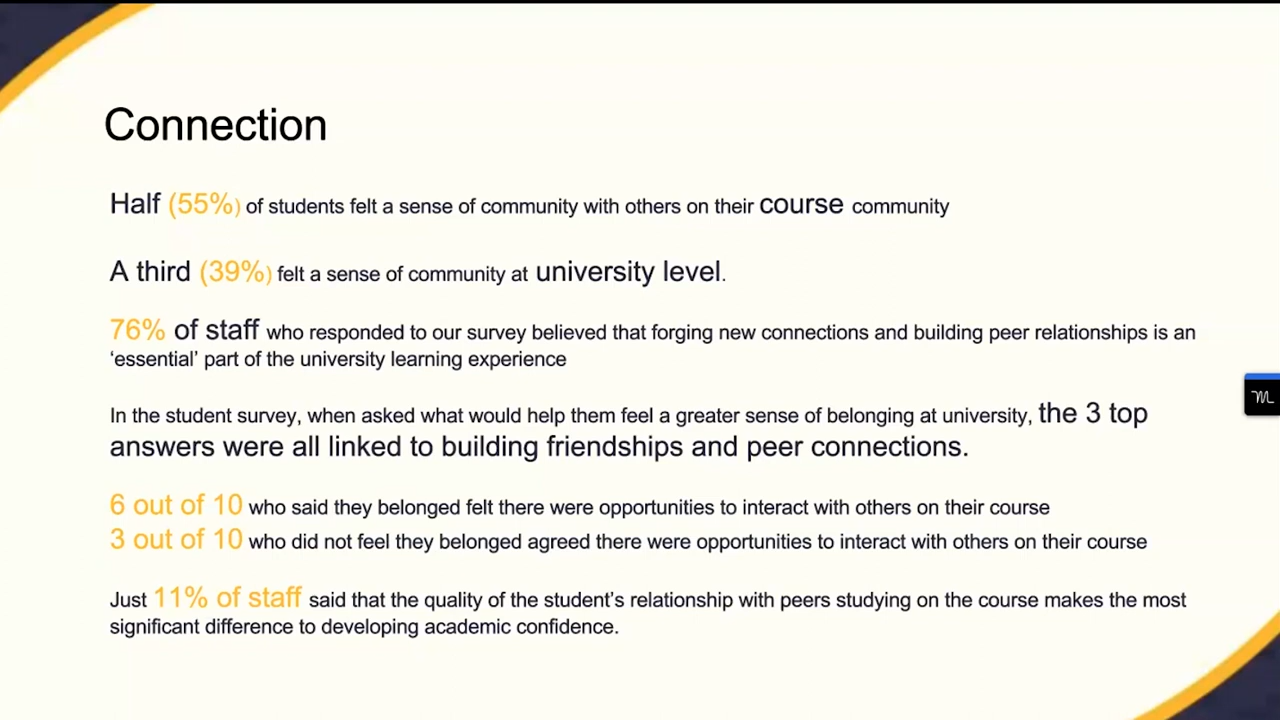 Connection
Half (55%) of students felt a sense of community with others on their course community
A third (39%) felt a sense of community at university level.
76% of staff who responded to our survey believed that forging new connections and building peer relationships is an
‘essential’ part of the university learning experience
In the student survey, when asked what would help them feel a greater sense of belonging at university, the 3 top
answers were all linked to building friendships and peer connections.
6 out of 10 who said they belonged felt there were opportunities to interact with others on their course
3 out of 10 who did not feel they belonged agreed there were opportunities to interact with others on their course
Just 11% of staff said that the quality of the student’s relationship with peers studying on the course makes the most
significant difference to developing academic confidence.